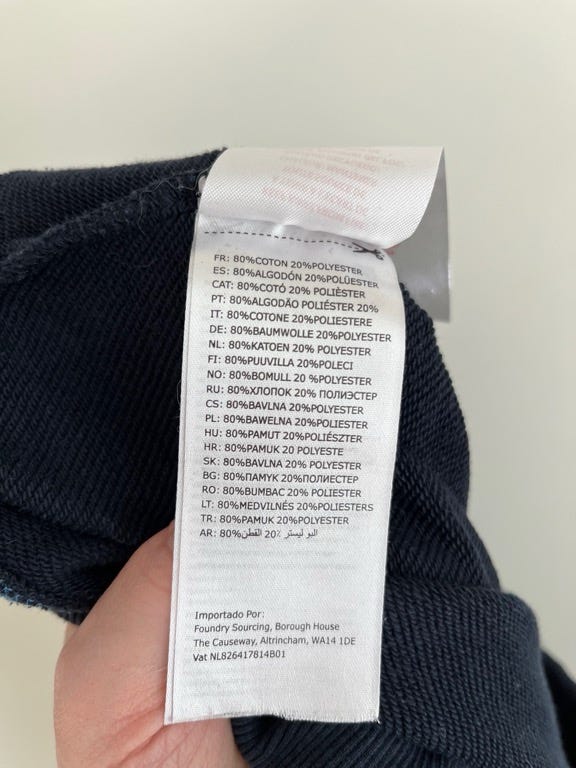 FR: 80%COTON 20%POLYESTER
ES: 80%ALGODÓN 20%POLÜESTER
CAT: 80%COTÓ 20% POLIÈSTER
PT: 80%ALGODÃO POLIÉSTER 20%
IT: 80%COTONE 20%POLIESTERE
DE: 80%BAUMWOLLE 20%POLYESTER
NL: 80%KATOEN 20% POLYESTER
FI: 80%PUUVILLA 20%POLECI
NO: 80%BOMULL 20 %POLYESTER
RU: 80%ХЛОПОК 20% ПОЛИЭСТЕР
CS: 80%BAVLNA 20%POLYESTER
PL: 80%BAWELNA 20%POLIESTER
HU: 80%PAMUT 20%POLIÉSZTER
HR: 80%PAMUK 20 POLYESTE
SK: 80%BAVLNA 20% POLYESTER
BG: 80%ПАМУК 20%ПОЛИЕСТЕР
RO: 80%BUMBAC 20% POLIESTER
LT: 80%MEDVILNÉS 20%POLIESTERS
TR: 80%PAMUK 20%POLYESTER
AR: 80%البو ليستر 20٪ القطن
Importado Por:
Foundry Sourcing, Borough House
The Causeway, Altrincham, WA14 1DE
Vat NL826417814B01